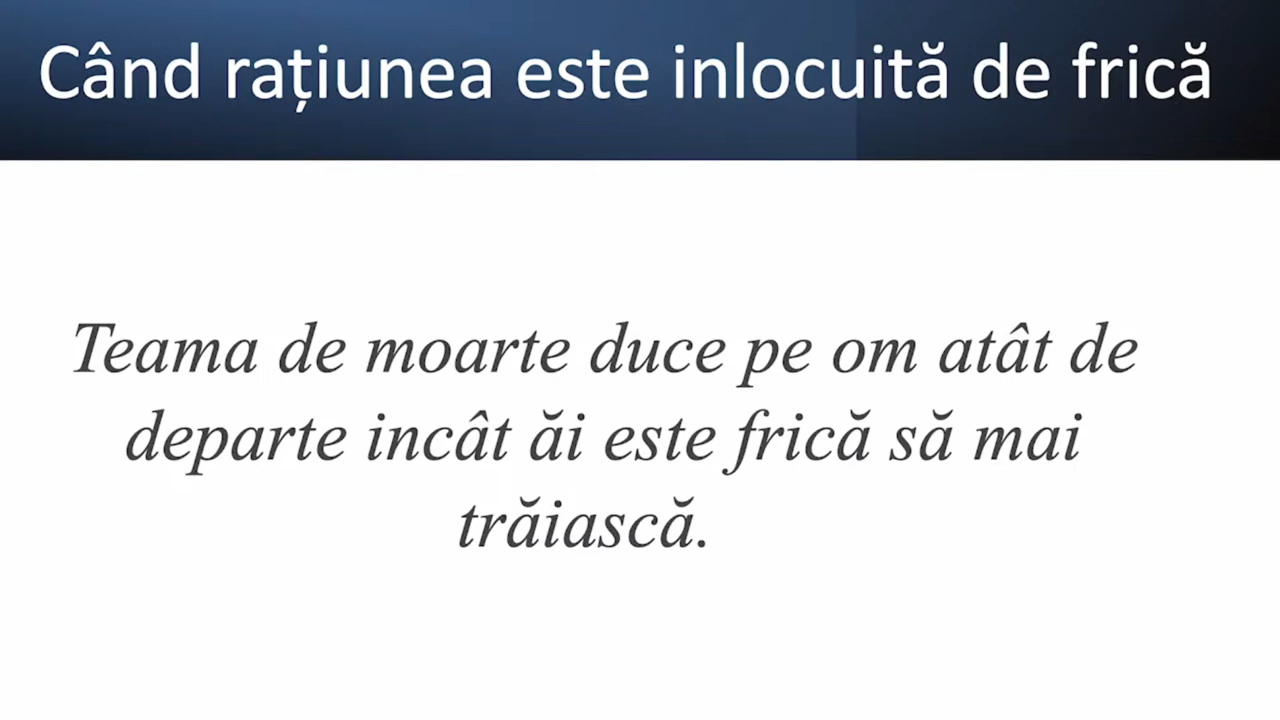 Când rațiunea este inlocuită de frică
Teama de moarte duce pe om atât de
departe incât ăi este frică să mai
trăiască.